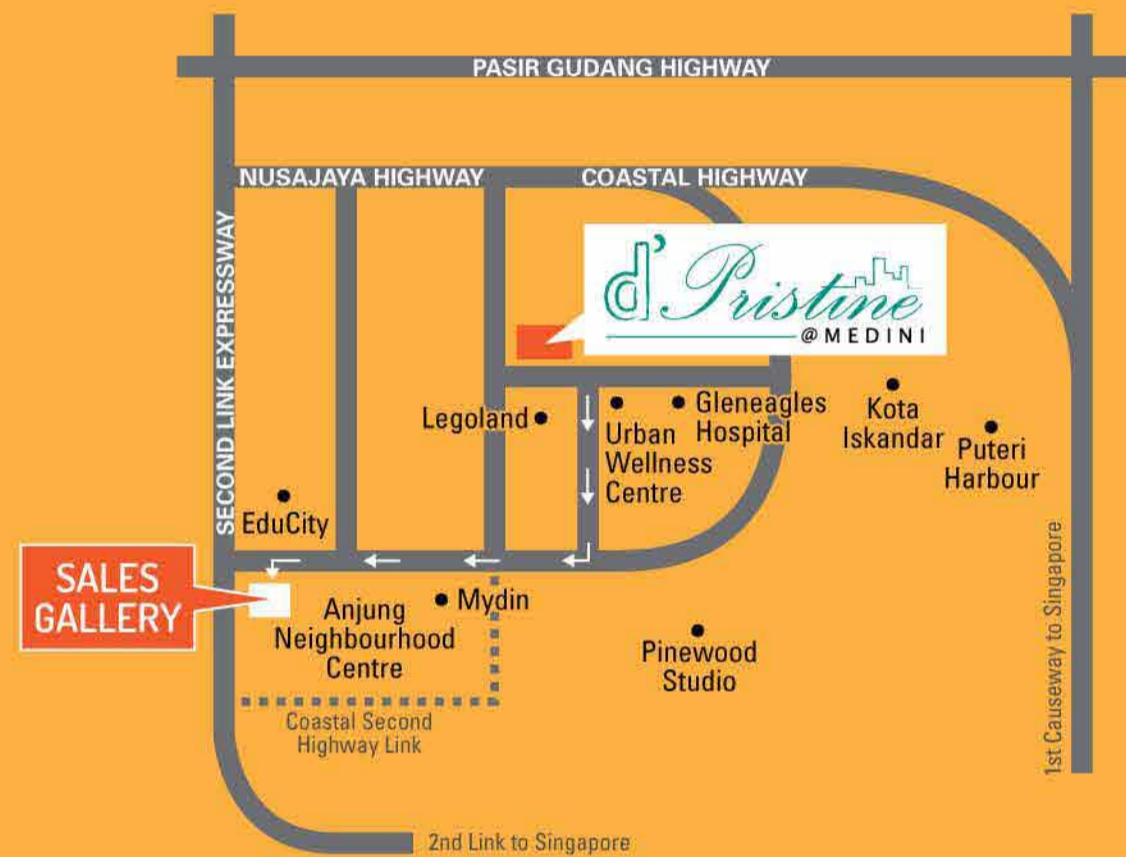 PASIR GUDANG HIGHWAY
NUSAJAYA HIGHWAY
COASTAL HIGHWAY
SECOND LINK EXPRESSWAY
d'Pristine
@MEDINI
Legoland
Urban
Wellness
Centre
Gleneagles
Hospital
Kota
Iskandar
Puteri
Harbour
EduCity
SALES
GALLERY
Anjung
Neighbourhood
Centre
Mydin
Pinewood
Studio
Coastal Second
Highway Link
1st Causeway to Singapore
2nd Link to Singapore